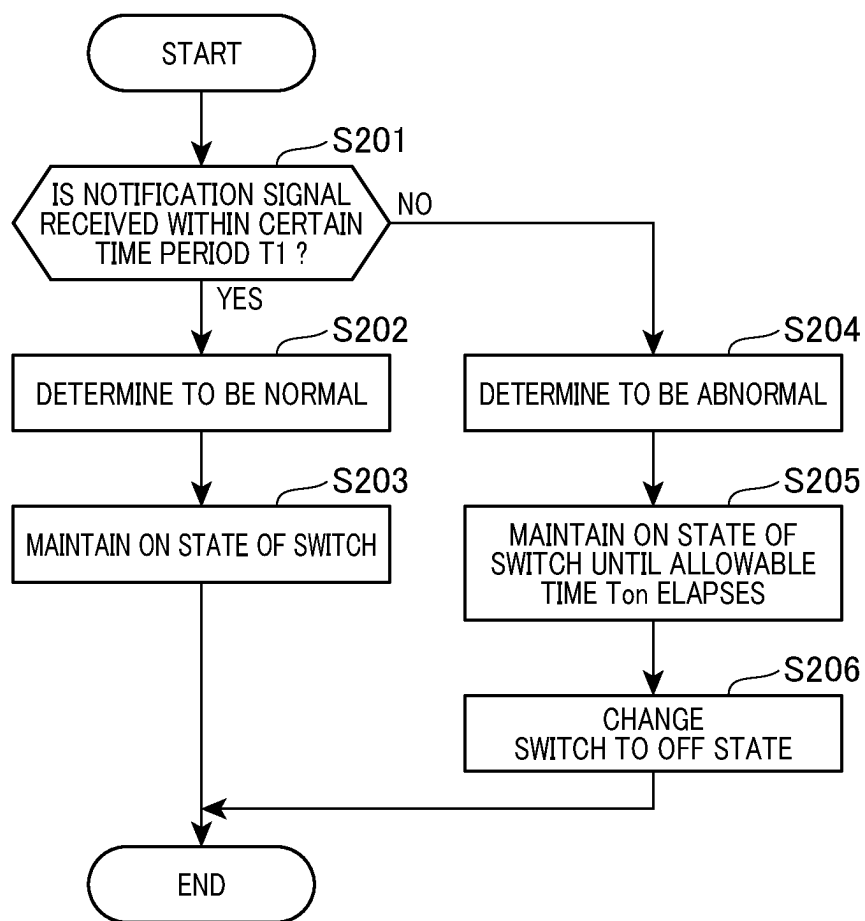 START
S201
IS NOTIFICATION SIGNAL
RECEIVED WITHIN CERTAIN
TIME PERIOD T1 ?
NO
YES
S202
DETERMINE TO BE NORMAL
S203
MAINTAIN ON STATE OF SWITCH
S204
DETERMINE TO BE ABNORMAL
S205
MAINTAIN ON STATE OF
SWITCH UNTIL ALLOWABLE
TIME Ton ELAPSES
S206
CHANGE
SWITCH TO OFF STATE
END